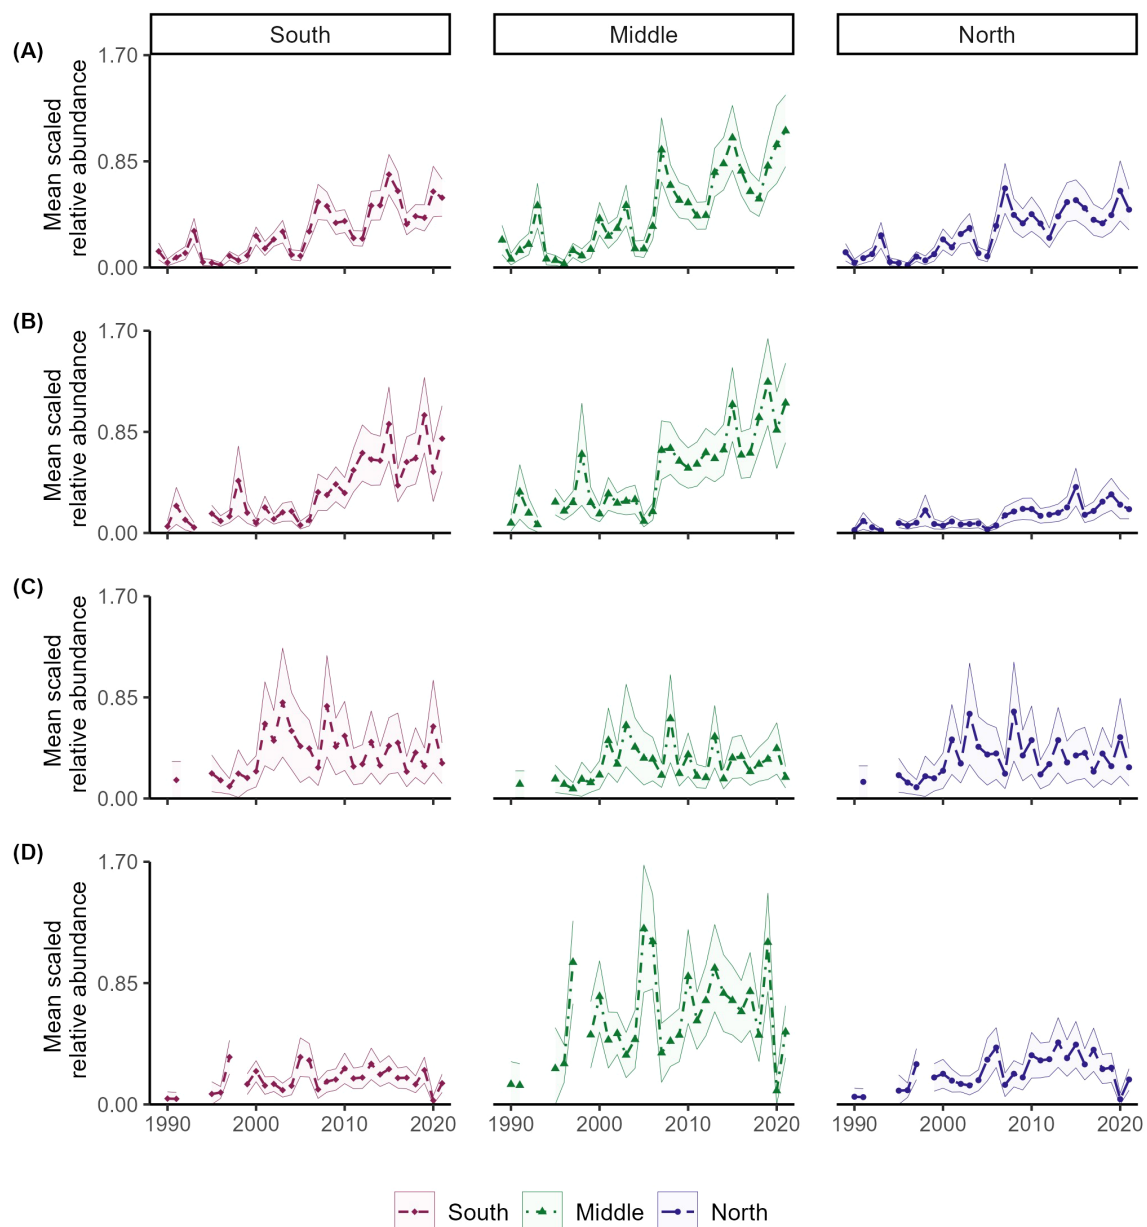 South Middle North
(A)
Mean scaled
relative abundance
1.70
0.85
0.00
1990 2000 2010 2020 1990 2000 2010 2020 1990 2000 2010 2020
(B)
Mean scaled
relative abundance
1.70
0.85
0.00
(C)
Mean scaled
relative abundance
1.70
0.85
0.00
(D)
Mean scaled
relative abundance
1.70
0.85
0.00
South Middle North